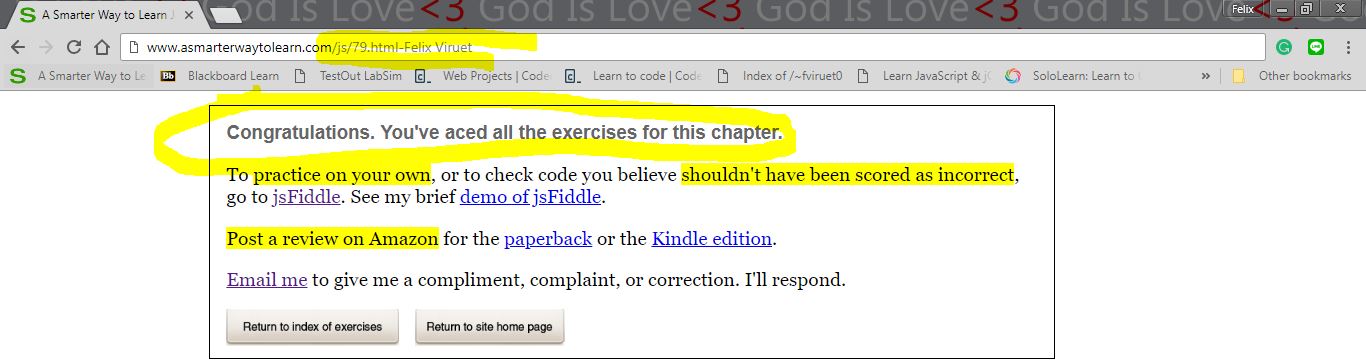 God Is Love<3 God Is Love<3 God Is Love<3 God Is Love<3 Go
S A Smarter Way to Learn J Felix
www.asmarterwaytolearn.com/js/79.html-Felix Viruet
S A Smarter Way to Le Bb Blackboard Learn TestOut LabSim C_ Web Projects | Code C_ Learn to code | Code Index of /~fviruet0 Learn JavaScript & j SoloLearn: Learn to » Other bookmarks
Congratulations. You've aced all the exercises for this chapter.
To practice on your own, or to check code you believe shouldn't have been scored as incorrect,
go to jsFiddle. See my brief demo of jsFiddle.
Post a review on Amazon for the paperback or the Kindle edition.
Email me to give me a compliment, complaint, or correction. I'll respond.
Return to index of exercises Return to site home page